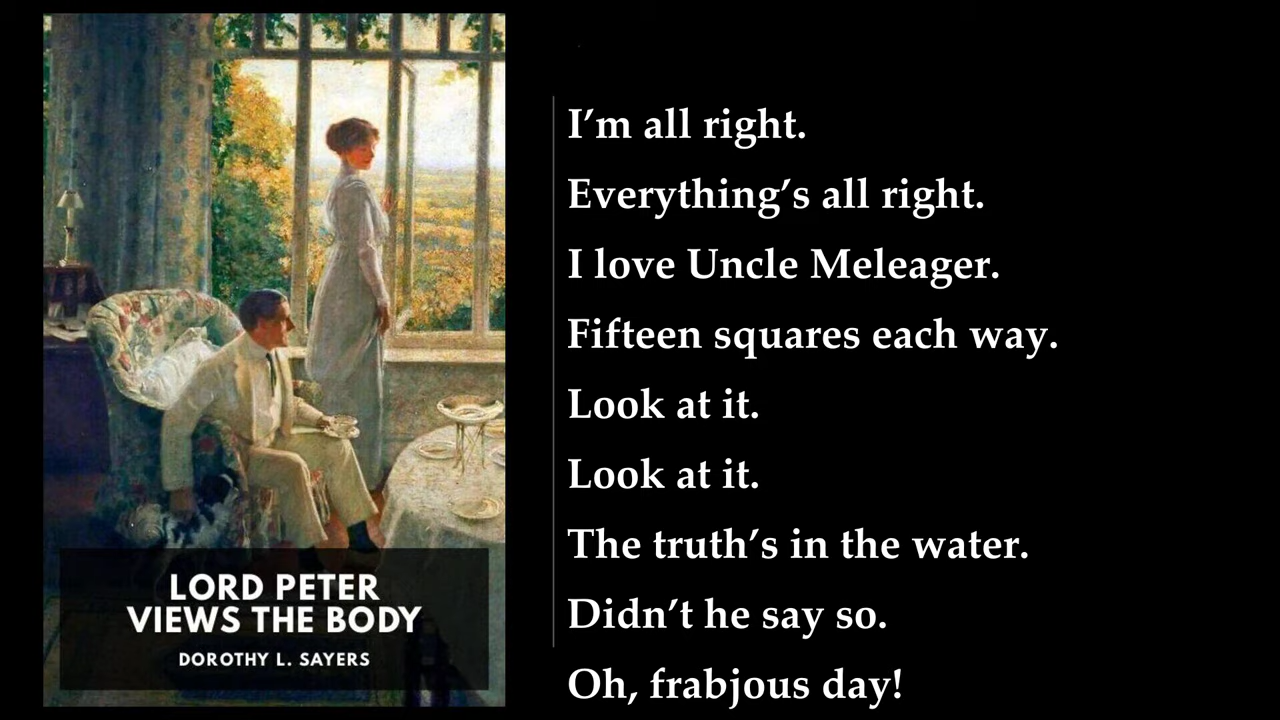 LORD PETER
VIEWS THE BODY
DOROTHY L. SAYERS
I’m all right.
Everything’s all right.
I love Uncle Meleager.
Fifteen squares each way.
Look at it.
Look at it.
The truth’s in the water.
Didn’t he say so.
Oh, frabjous day!